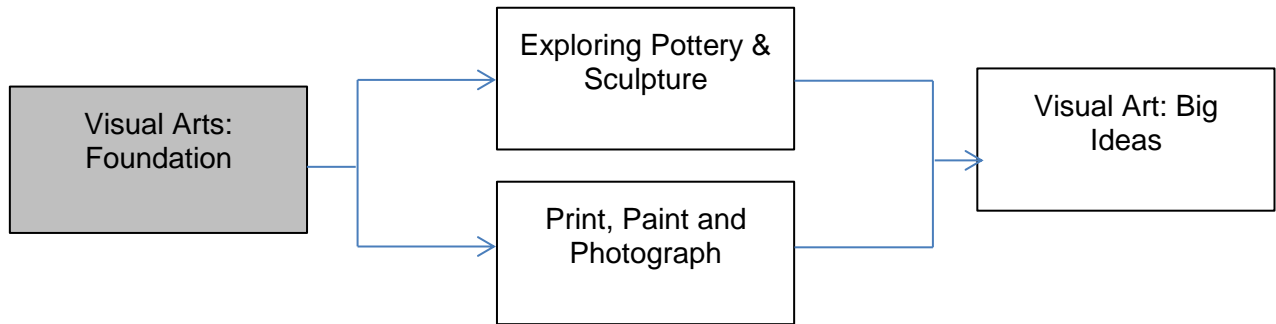 Visual Arts:
Foundation
Exploring Pottery &
Sculpture
Print, Paint and
Photograph
Visual Art: Big
Ideas